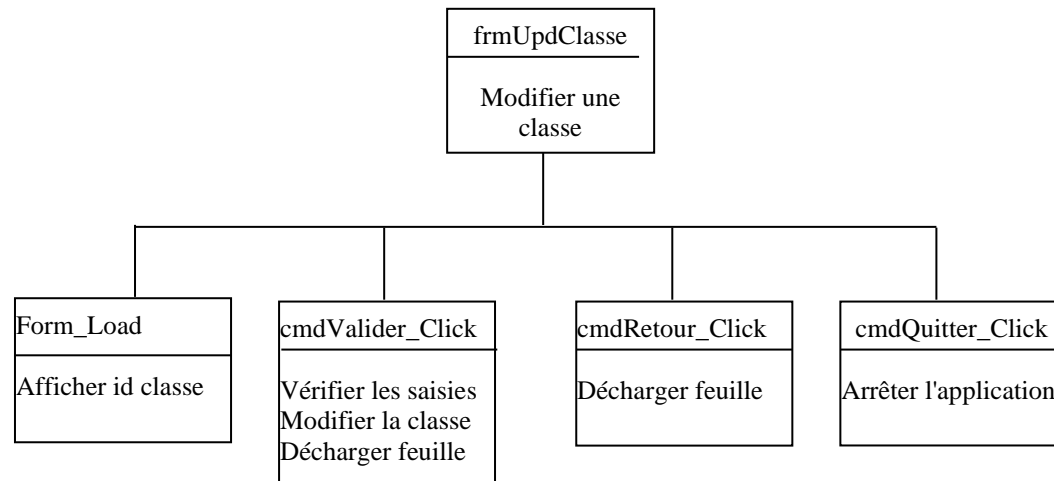 frmUpdClasse
Modifier une
classe
Form_Load
Afficher id classe
cmdValider_Click
Vérifier les saisies
Modifier la classe
Décharger feuille
cmdRetour_Click
Décharger feuille
cmdQuitter_Click
Arrêter l'application